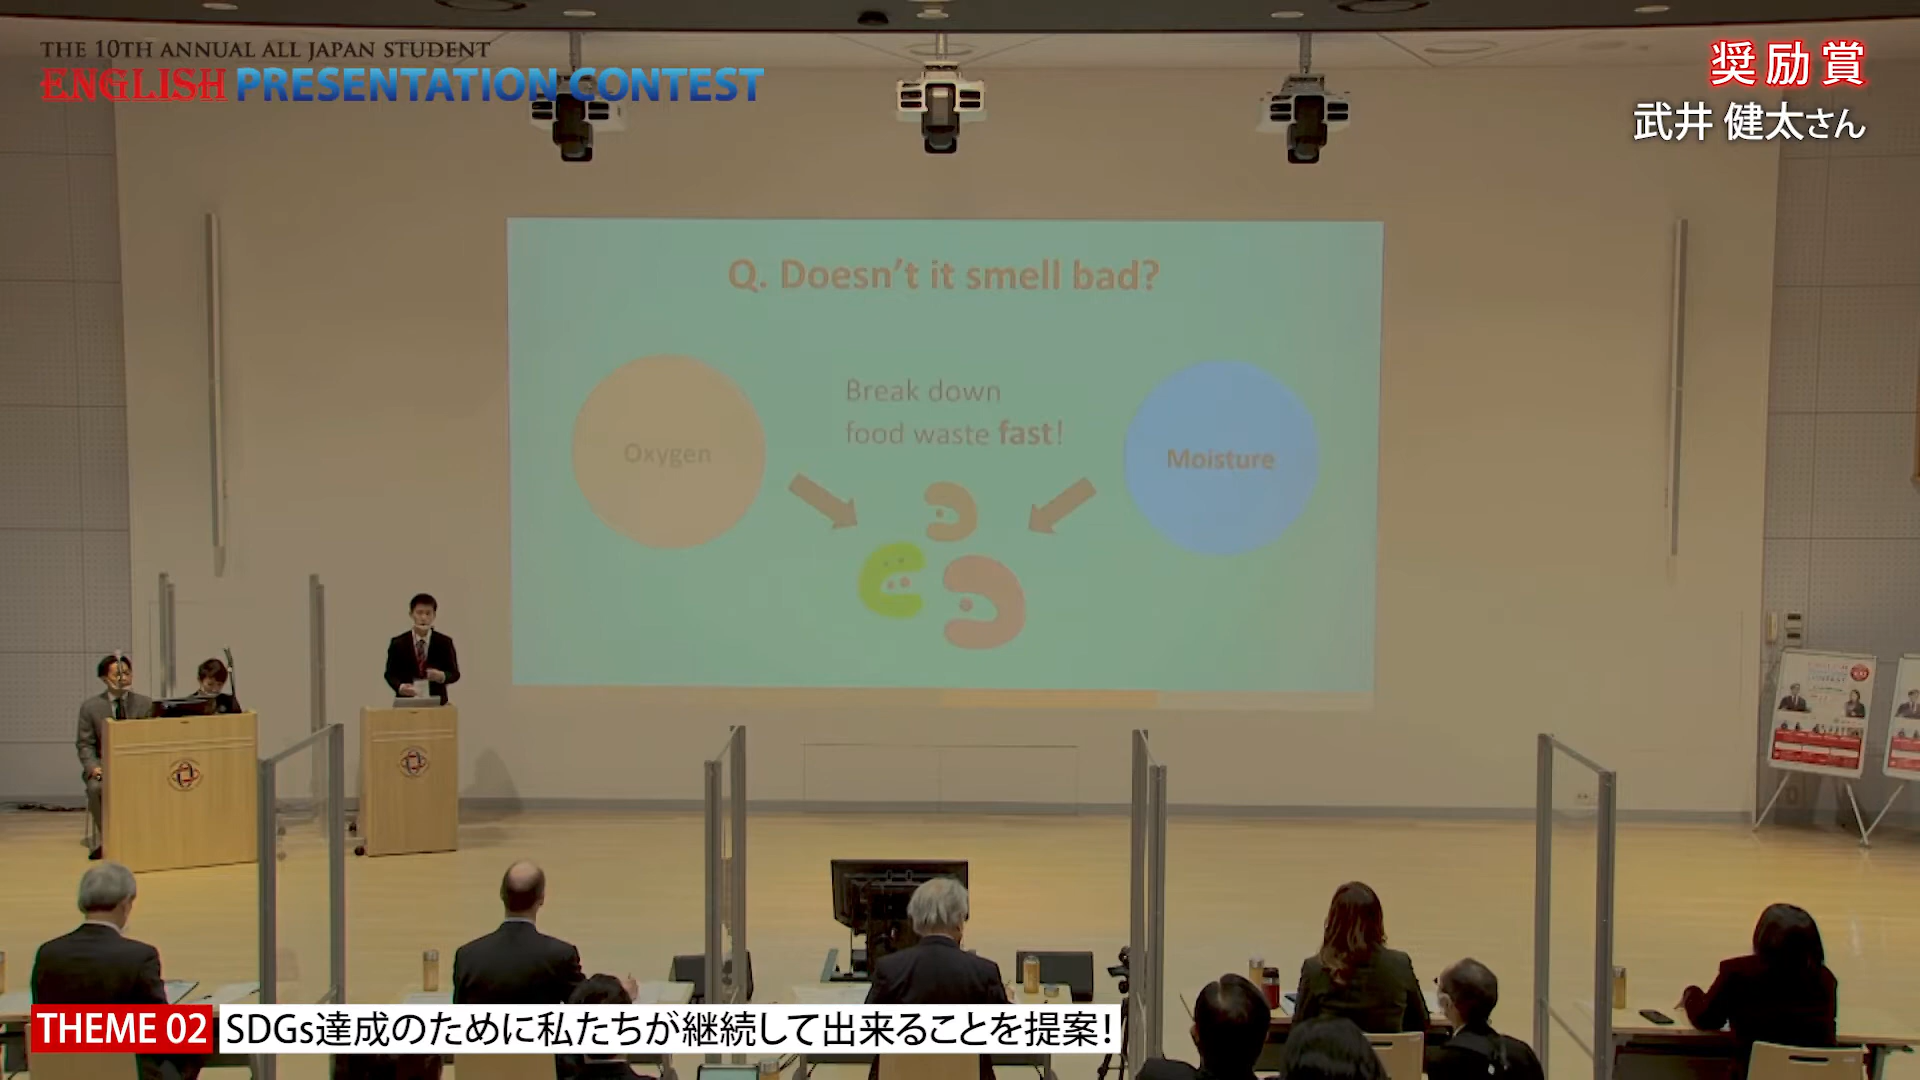 THE 10TH ANNUAL ALL JAPAN STUDENT
ENGLISH PRESENTATION CONTEST
奨励賞
武井 健太さん
Q. Doesn't it smell bad?
Break down
food waste fast!
Oxygen
Moisture
THEME 02 SDGs達成のために私たちが継続して出来ることを提案!